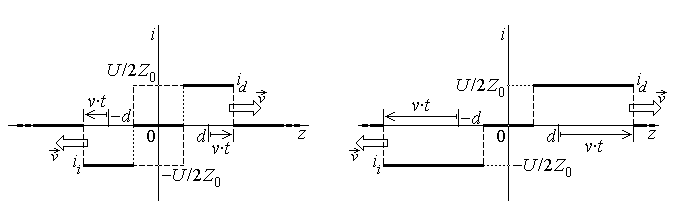 i
i
U/2Z₀
i_d
U/2Z₀
v⃗
v⃗
v·t
–d
v·t
–d
0
d
z
0
d
z
v⃗
v·t
v⃗
v·t
i_i
–U/2Z₀
i_i
–U/2Z₀
i_d